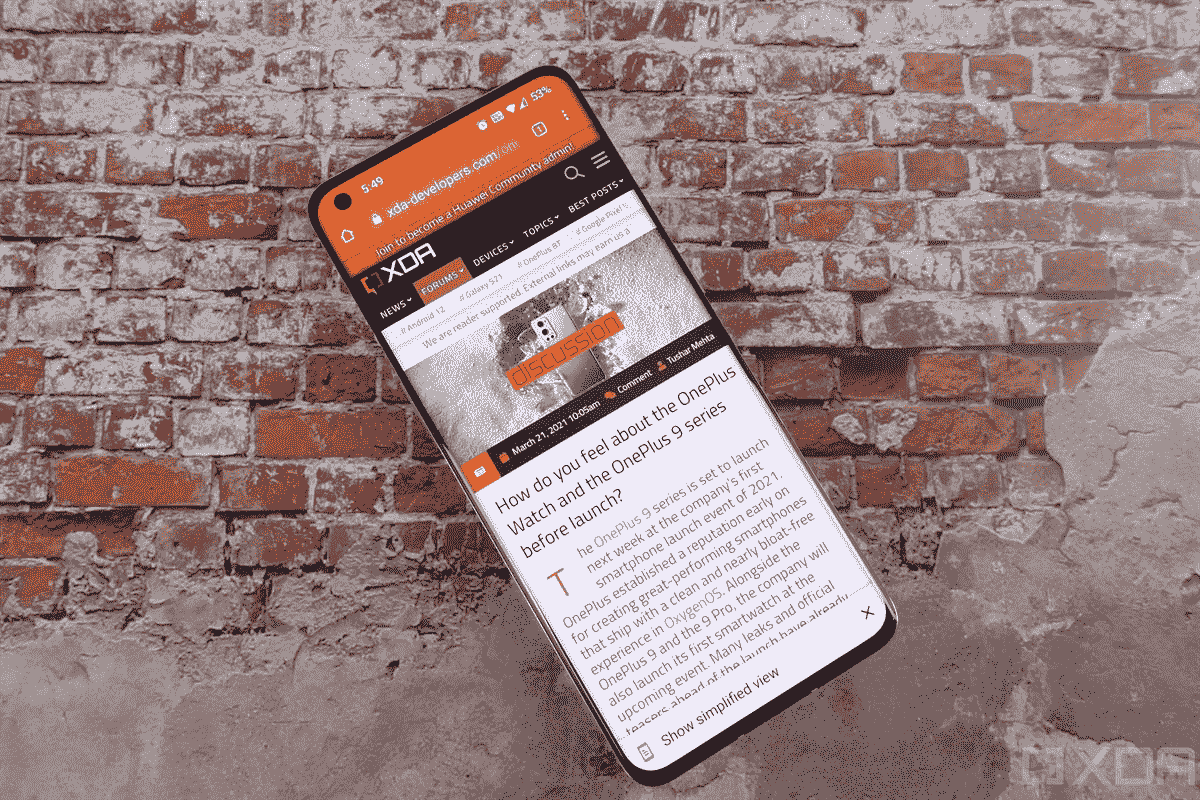 5:49
53%
xda-developers.com/on
1
Join to become a Huawei Community admin!
XDA
NEWS FORUMS DEVICES TOPICS BEST POSTS
# Android 12 # Galaxy S21 # OnePlus BT # Google Pixel
We are reader supported. External links may earn us a
discussion
March 21, 2021 10:05am Comment Tushar Mehta
How do you feel about the OnePlus
Watch and the OnePlus 9 series
before launch?
The OnePlus 9 series is set to launch
next week at the company's first
smartphone launch event of 2021.
OnePlus established a reputation early on
for creating great-performing smartphones
that ship with a clean and nearly bloat-free
experience in OxygenOS. Alongside the
OnePlus 9 and the 9 Pro, the company will
also launch its first smartwatch at the
upcoming event. Many leaks and official
teasers ahead of the launch have already
Show simplified view
XDA